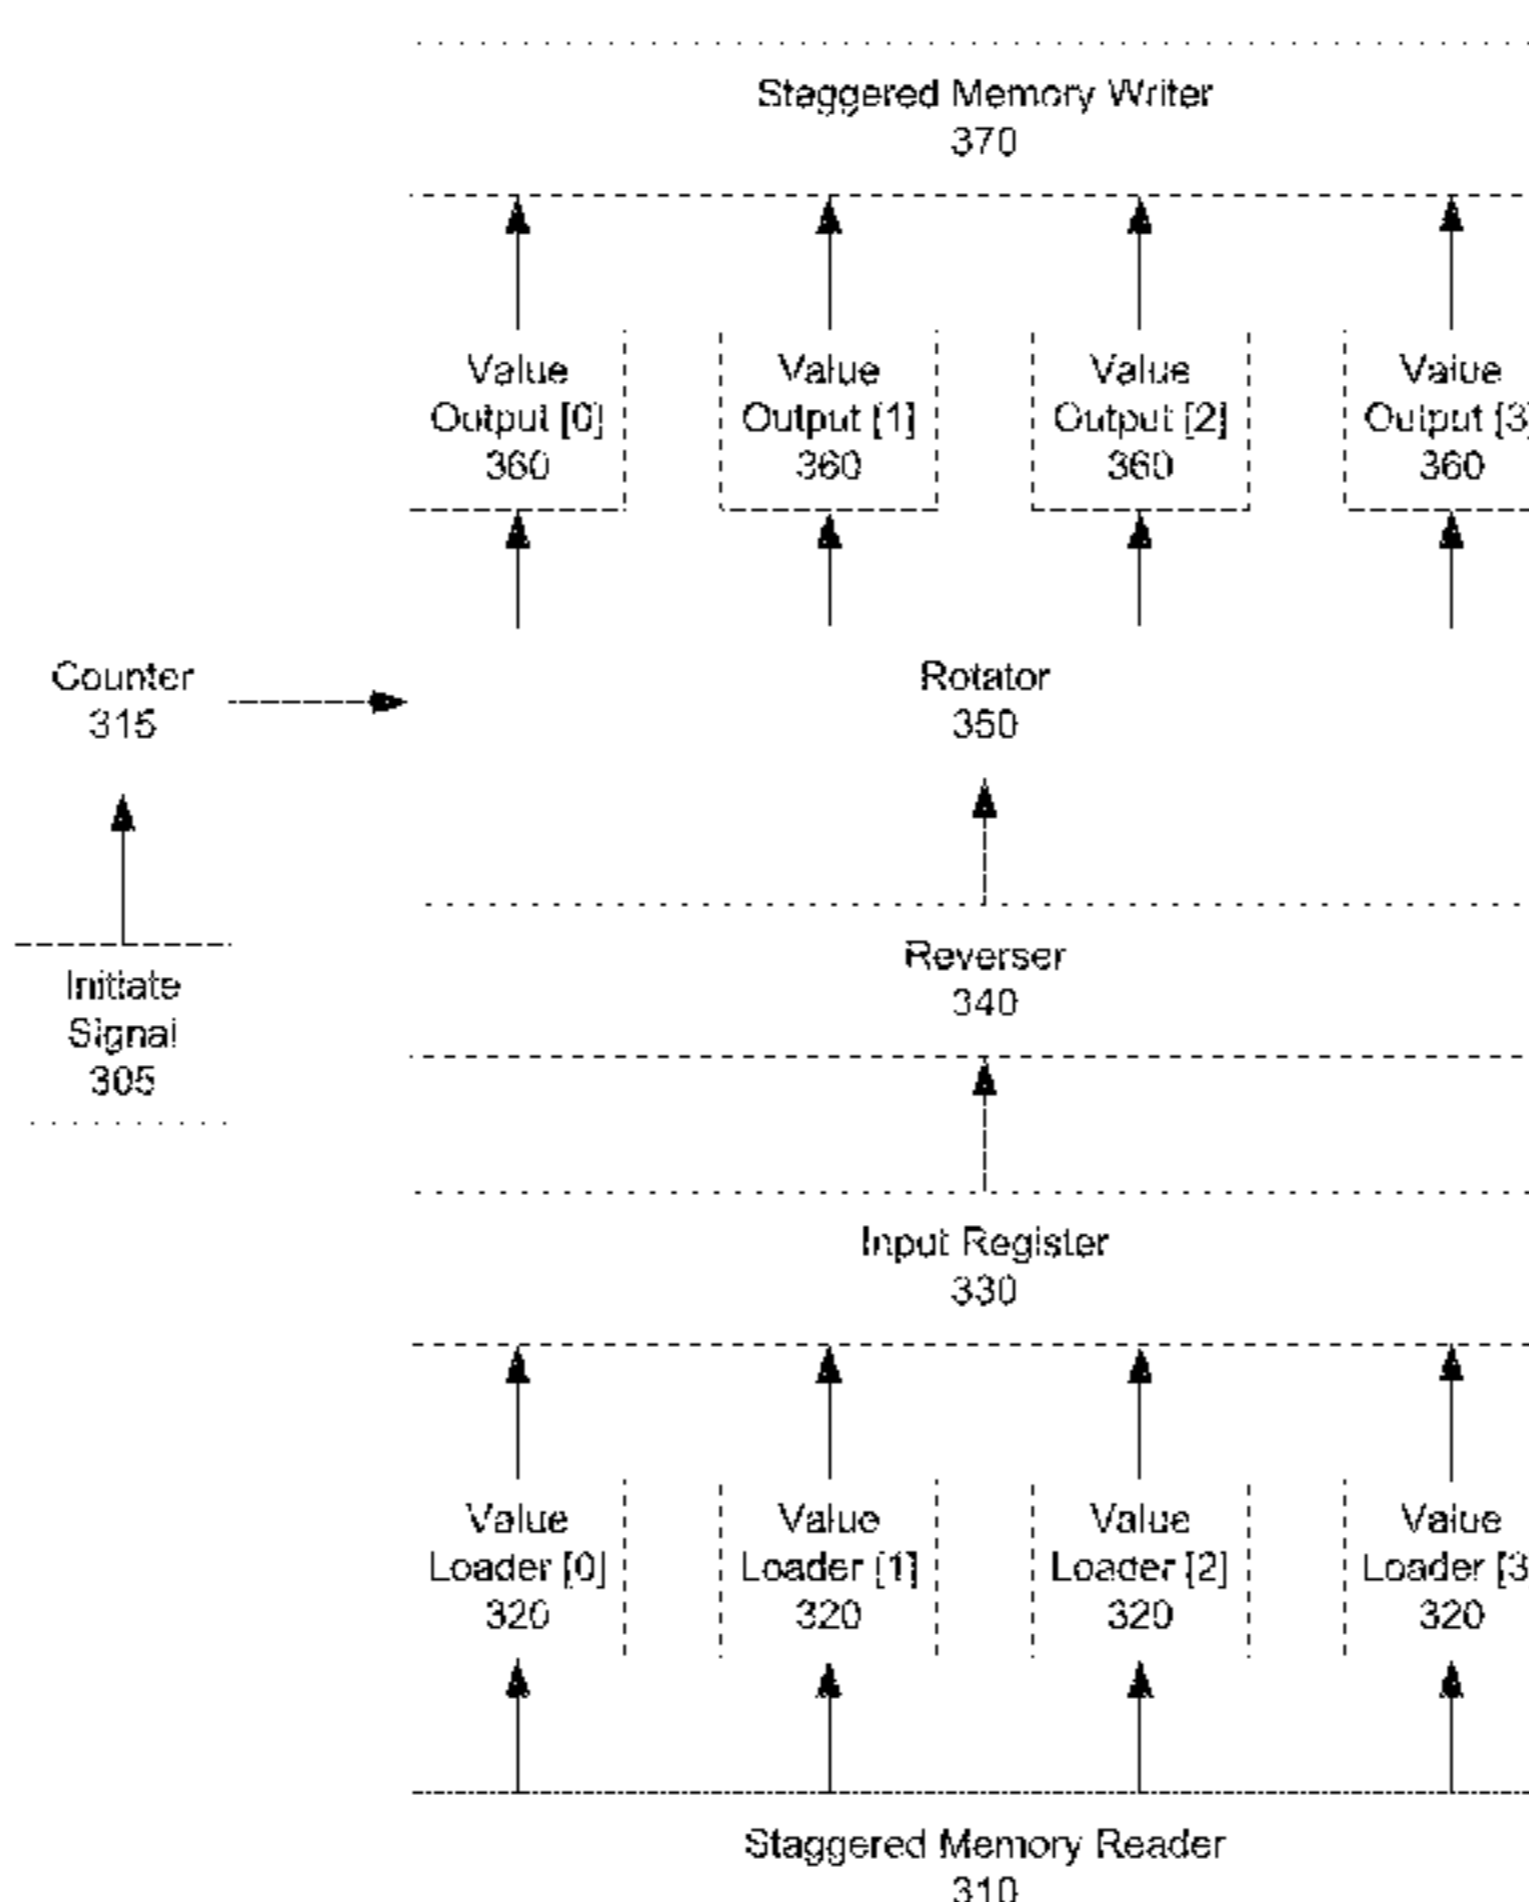 Staggered Memory Writer
370
Value
Output [0]
360
Value
Output [1]
360
Value
Output [2]
360
Value
Output [3]
360
Counter
315
Rotator
350
Reverser
340
Initiate
Signal
305
Input Register
330
Value
Loader [0]
320
Value
Loader [1]
320
Value
Loader [2]
320
Value
Loader [3
320
Staggered Memory Reader
310